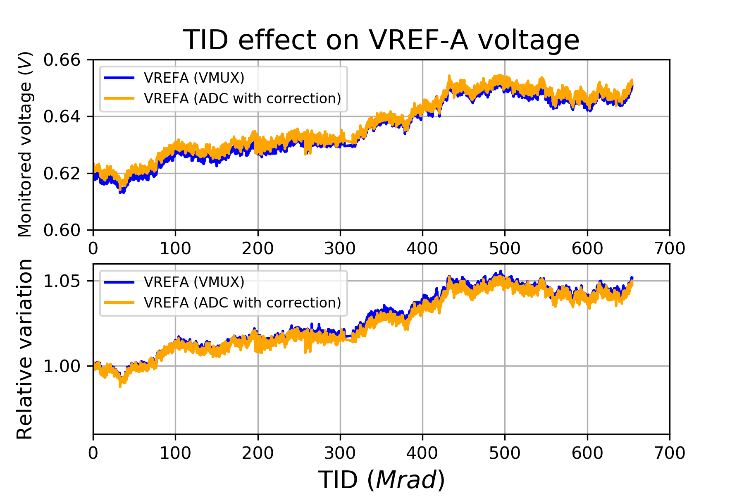 TID effect on VREF-A voltage
Monitored voltage (V)
0.66
0.64
0.62
0.60
VREFA (VMUX)
VREFA (ADC with correction)
0 100 200 300 400 500 600 700
Relative variation
1.05
1.00
VREFA (VMUX)
VREFA (ADC with correction)
0 100 200 300 400 500 600 700
TID (Mrad)